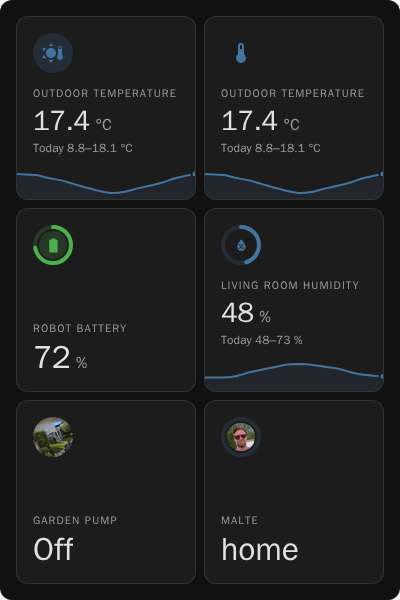 OUTDOOR TEMPERATURE
17.4 °C
Today 8.8–18.1 °C
OUTDOOR TEMPERATURE
17.4 °C
Today 8.8–18.1 °C
ROBOT BATTERY
72 %
LIVING ROOM HUMIDITY
48 %
Today 48–73 %
GARDEN PUMP
Off
MALTE
home